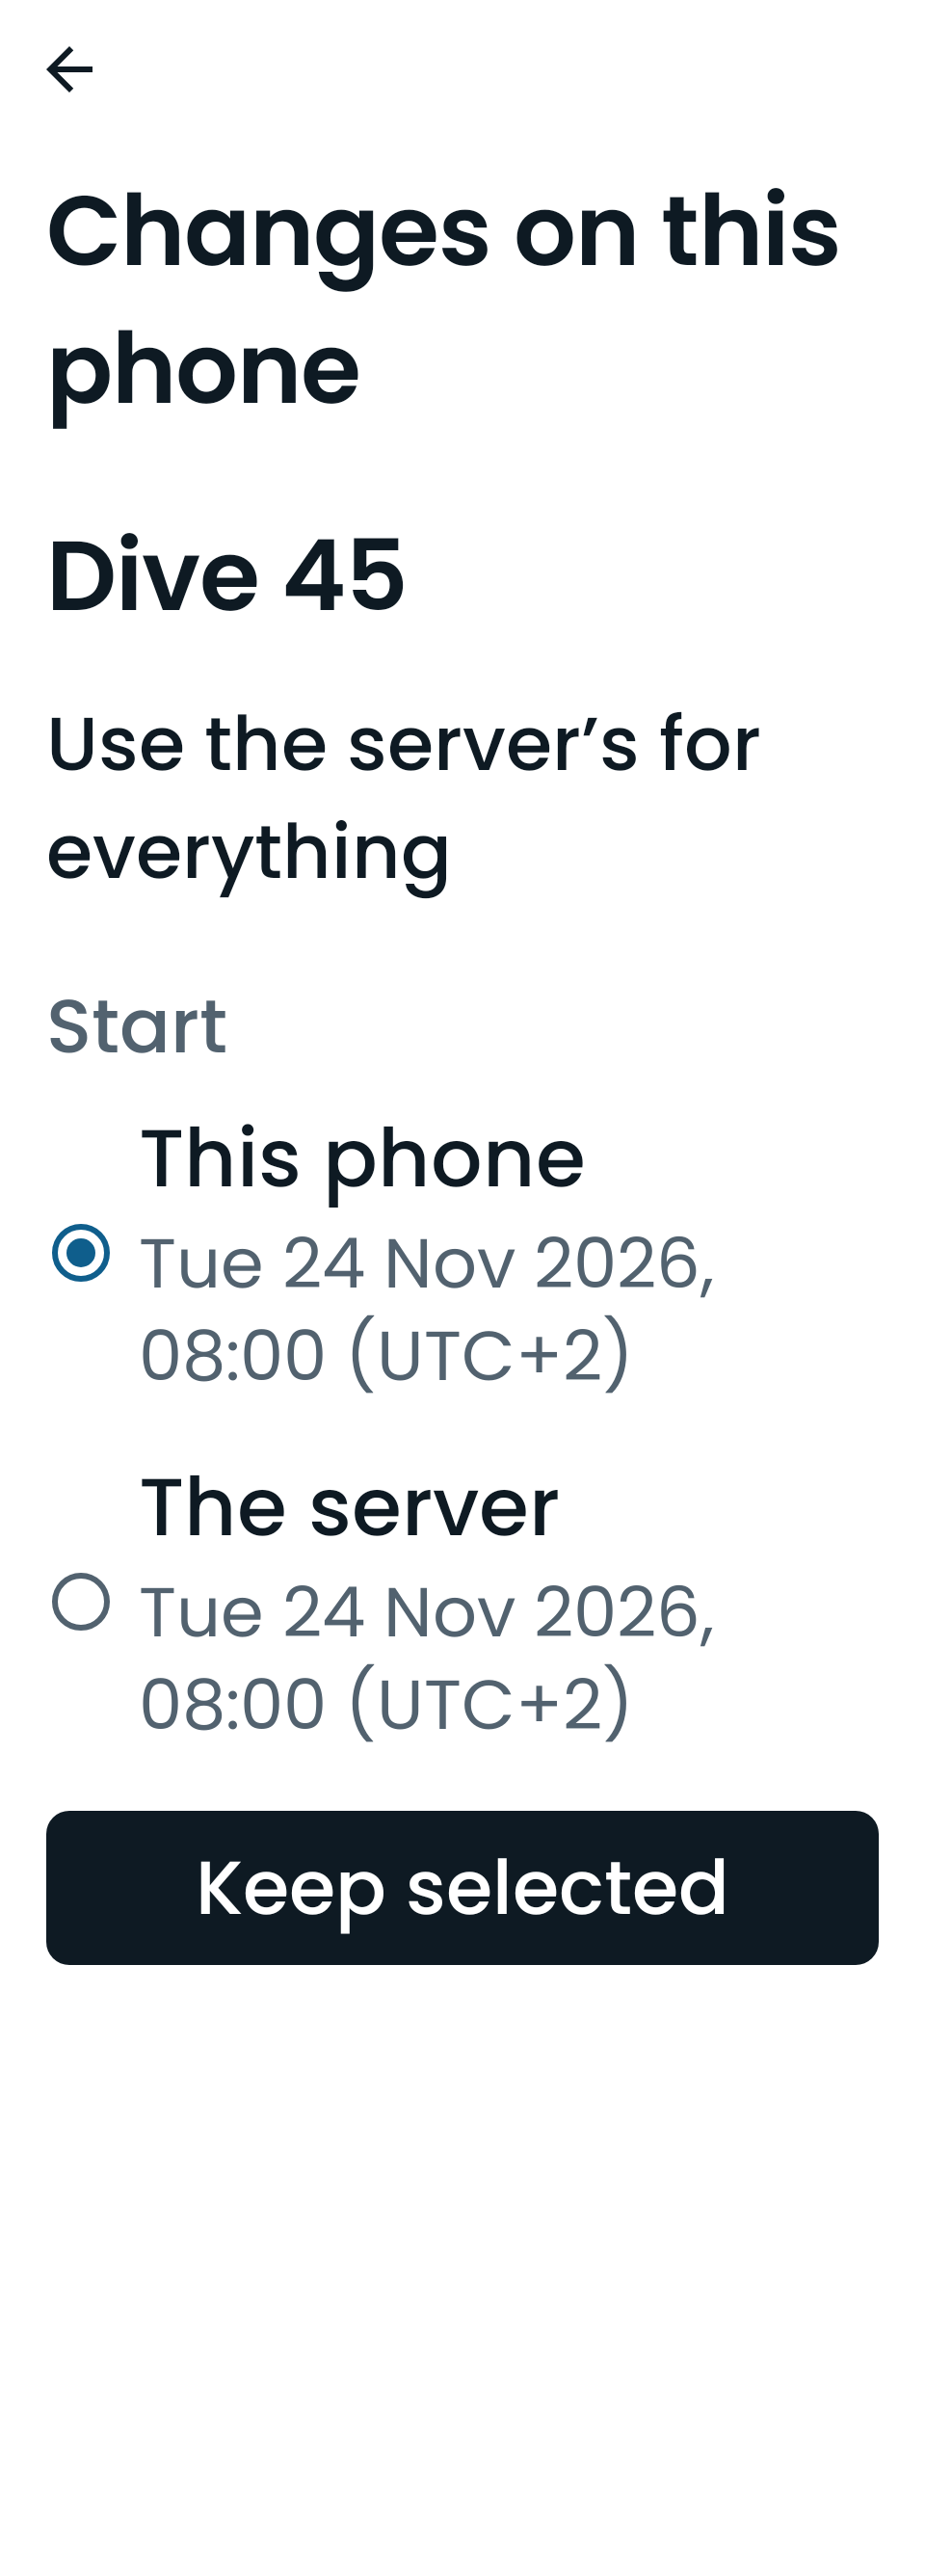 Changes on this
phone
Dive 45
Use the server’s for
everything
Start
This phone
Tue 24 Nov 2026,
08:00 (UTC+2)
The server
Tue 24 Nov 2026,
08:00 (UTC+2)
Keep selected